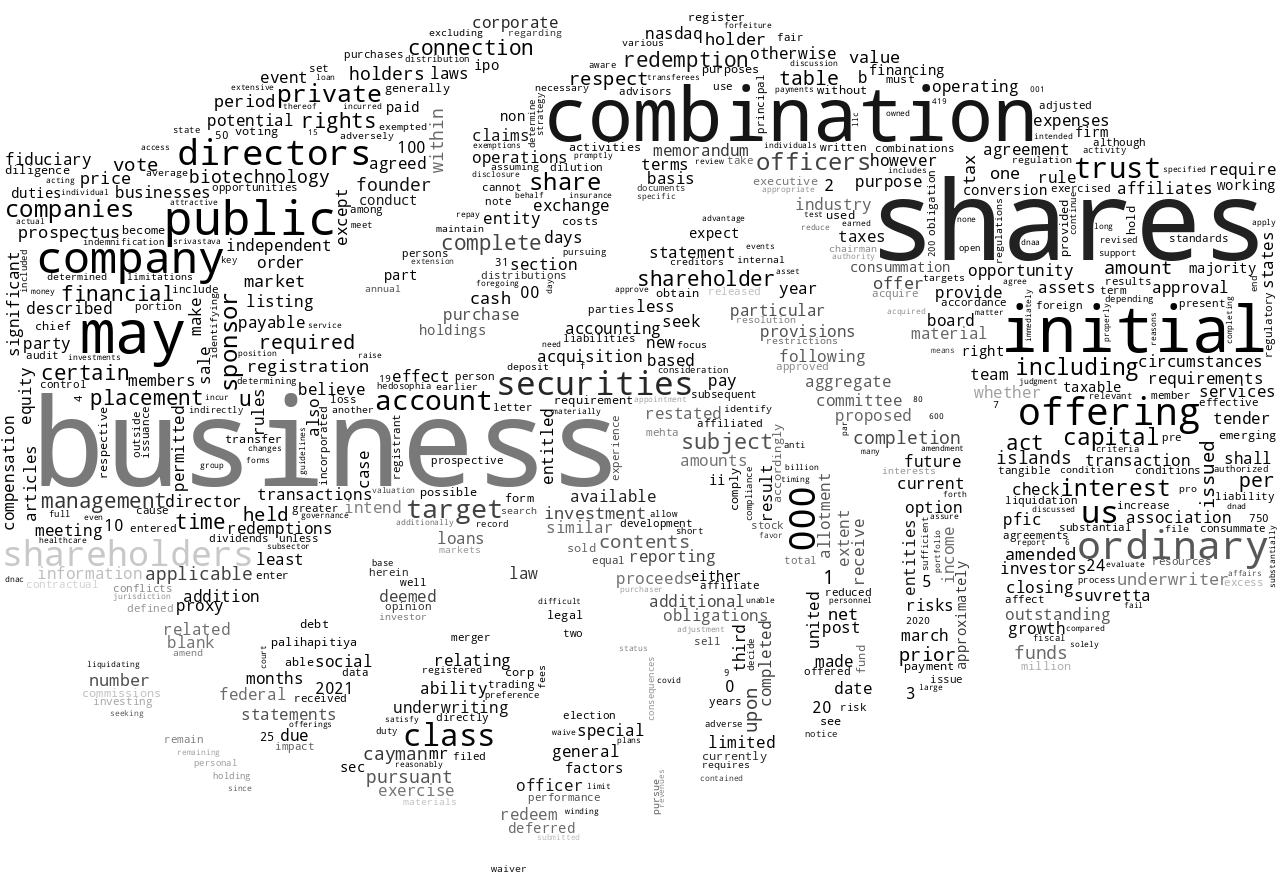 corporate
register
excluding regarding
forfeiture
connection
nasdaq holder
various
fair
purchases distribution
ipo
redemption otherwise value
set
event loan holders laws
aware purposes
discussion
table b financing
respect transferees
must
extensive private generally
necessary advisors use principal payments without operating 001
period thereof incurred paid
combination
419 owned llc
adjusted
potential rights
non determine strategy
expenses
state 50 voting 15 adversely exempted 100 within
claims activities
intended firm
access directors agreed
exemptions promptly memorandum individuals written combinations
although
fiduciary vote
operations dilution
agreement activity
diligence average biotechnology
assuming terms review take officers however tax regulation trust specified require
price founder
disclosure share basis executive 2 purpose includes one rule
duties individual businesses opportunities conduct
cannot insurance documents appropriate
conversion exercised affiliates working
companies attractive public except among
note exchange specific industry obligation
actual prospectus become
repay entity costs advantage test used earned shares
none regulations provided continue hold long apply
indemnification srivastava independent meet
maintain complete days expect reduce taxes 200 open dnaa revised standards
acting company key order persons
pursuing statement events chairman authority support
significant included determined limitations part extension 31 section creditors internal consummation
opportunity amount majority states
money financial include market annual distributions foregoing shareholder asset offer targets agree results
described portion listing cash 00 day approve obtain released year acquire provide assets term approval end
chief make identifying sponsor purchase parties less particular acquired accordance foreign depending present
party may payable service holdings accounting seek resolution board matter immediately initial properly reasons completing regulatory
audit investments sale position required need liabilities new focus provisions restrictions material means right
certain raise acquisition based following including circumstances
equity members determining registration deposit consideration approved team judgment requirements
control incur believe 19 effect person securities pay aggregate whether taxable relevant member services
4 placement u also loss account hedosophia earlier requirement appointment subsequent committee 80 7 offering effective
indirectly rules another letter materially restated identify proposed 600 tender
compensation respective outside issuance permitted incorporated registrant entitled experience mehta affiliated par act capital pre emerging
business transfer changes forms guidelines case prospective subject accordingly anti completion amendment islands criteria
articles group amounts many future transaction issued shall
interests tangible condition conditions authorized
management director transactions valuation possible form available ii comply compliance result billion timing current check interest pro per liability
full cause greater governance intend target search investment allow forth liquidation discussed increase dnad
meeting even 10 entered time held redemptions additionally record similar development short stock favor 000 allotment extent option assure us association 750
healthcare dividends unless loans contents total entities sufficient portfolio income substantial file consummate
shareholders subsector least markets sold equal reporting receive agreements report 6 ordinary
dnac information applicable enter base herein law proceeds either 1 5 amended investors 24 evaluate resources substantially
contractual conflicts well purchaser affiliate process underwriter affairs excess
jurisdiction addition deemed additional unable reduced closing suvretta
defined proxy opinion difficult obligations united personnel risks affect fail
related debt investor legal adjustment net 2020 approximately outstanding
blank palihapitiya two sell third decide completed post march growth compared
amend merger status fund prior fiscal solely
liquidating court able social relating covid made payment funds
number months data registered corp 9 offered issue million
commissions federal 2021 ability trading fees consequences 0 date 3 large
investing received preference years
seeking statements underwriting 20 risk
offerings satisfy directly election upon see
remain 25 due duty class waive special adverse notice
impact plans limited
remaining caymanmr filed general currently
personal sec reasonably factors requires
holding pursuant officer limit pursue revenues contained
since exercise performance
materials redeem winding
deferred
submitted
waiver